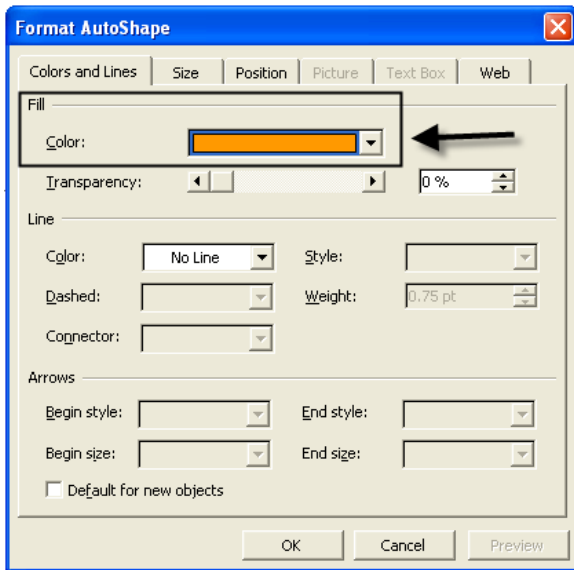 Format AutoShape
Colors and Lines Size Position Picture Text Box Web
Fill
Color:
Transparency: 0 %
Line
Color: No Line Style:
Dashed: Weight: 0.75 pt
Connector:
Arrows
Begin style: End style:
Begin size: End size:
Default for new objects
OK Cancel Preview